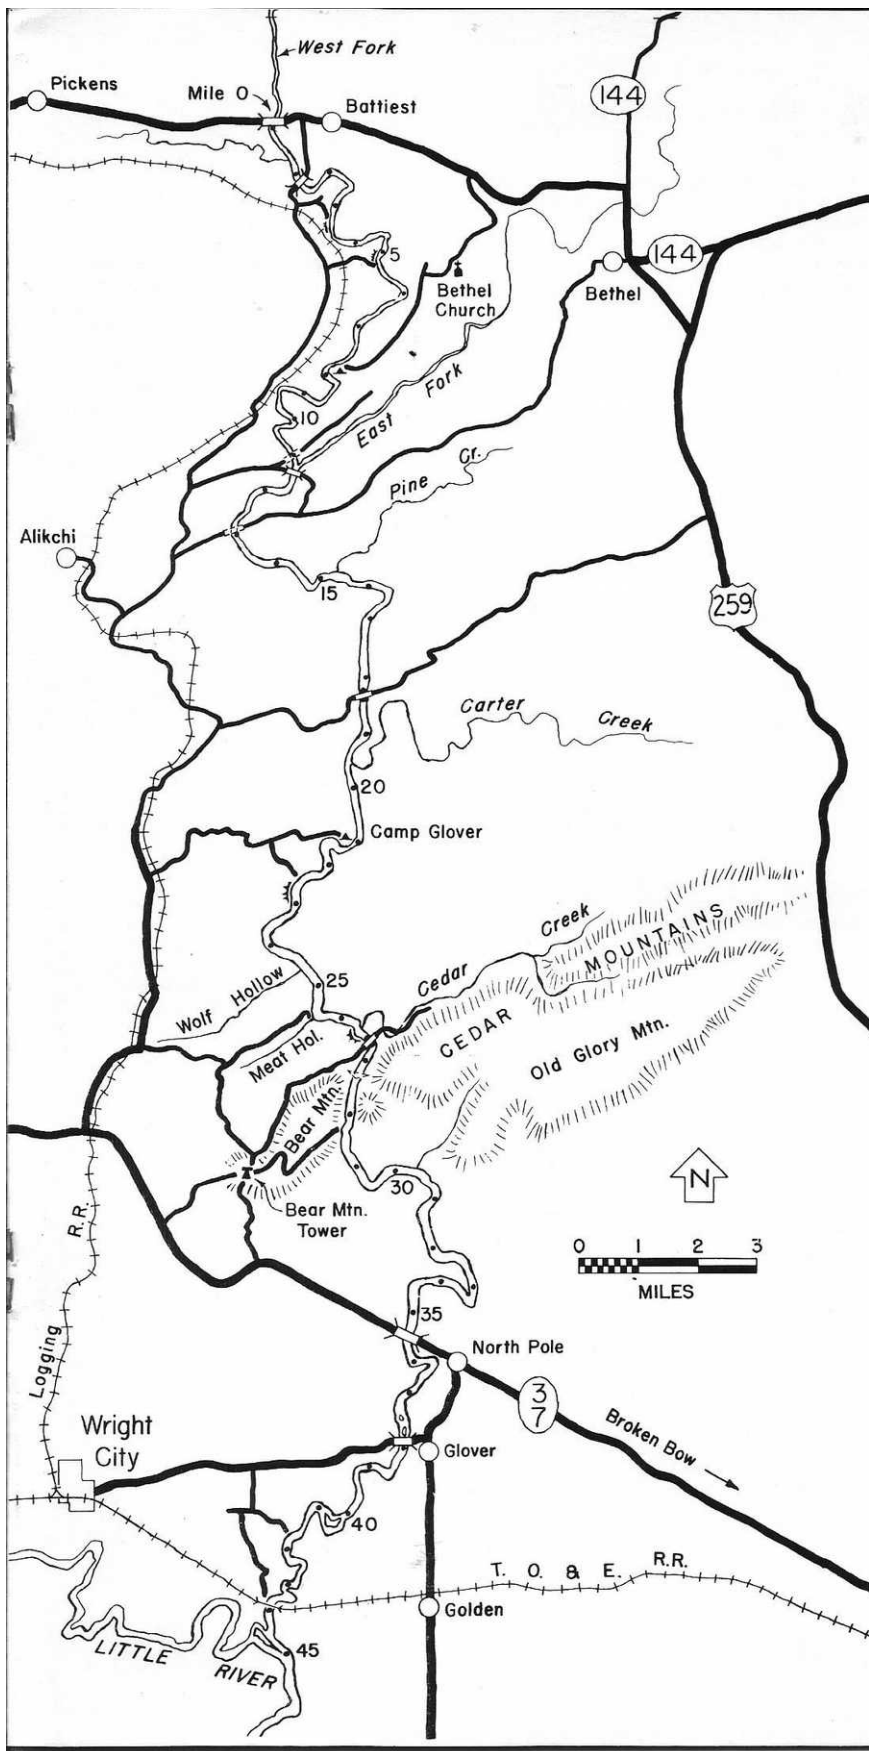 West Fork
Pickens
Mile 0
Battiest
144
5
Bethel
Church
144
Bethel
10
East Fork
Pine Cr.
Alikchi
15
259
Carter Creek
20
Camp Glover
Cedar Creek
CEDAR MOUNTAINS
25
Wolf Hollow
Meat Hol.
Old Glory Mtn.
Bear Mtn.
30
N
Bear Mtn.
Tower
0 1 2 3
MILES
35
North Pole
Logging R.R.
3
7
Broken Bow
Wright
City
Glover
40
T. O. & E. R.R.
Golden
45
LITTLE RIVER